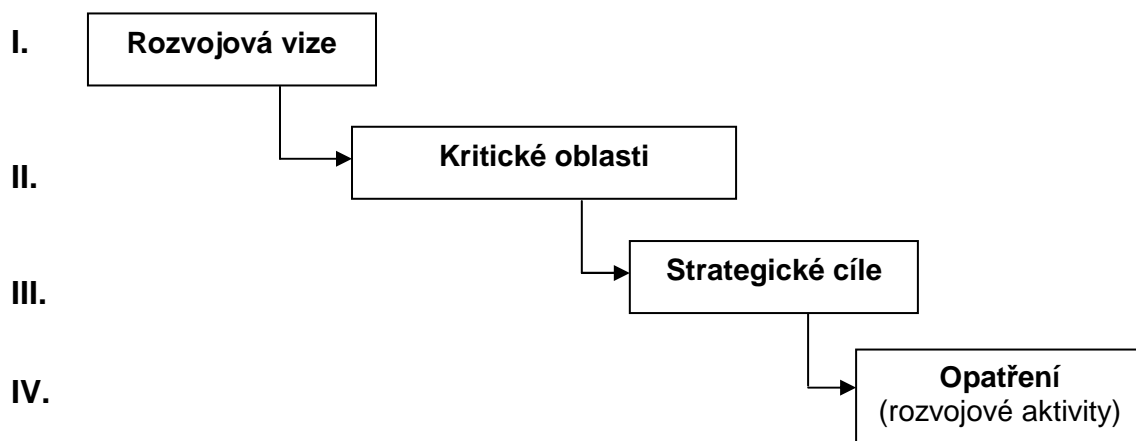 I.
Rozvojová vize
Kritické oblasti
II.
Strategické cíle
III.
Opatření
(rozvojové aktivity)
IV.